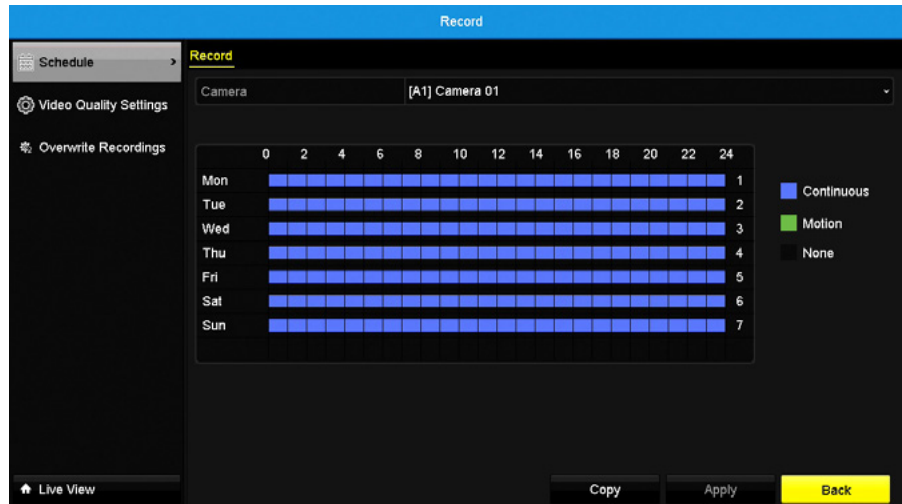 Record
Schedule >
Video Quality Settings
Overwrite Recordings
Live View
Record
Camera [A1] Camera 01
0 2 4 6 8 10 12 14 16 18 20 22 24
Mon 1
Tue 2
Wed 3
Thu 4
Fri 5
Sat 6
Sun 7
Continuous
Motion
None
Copy Apply Back